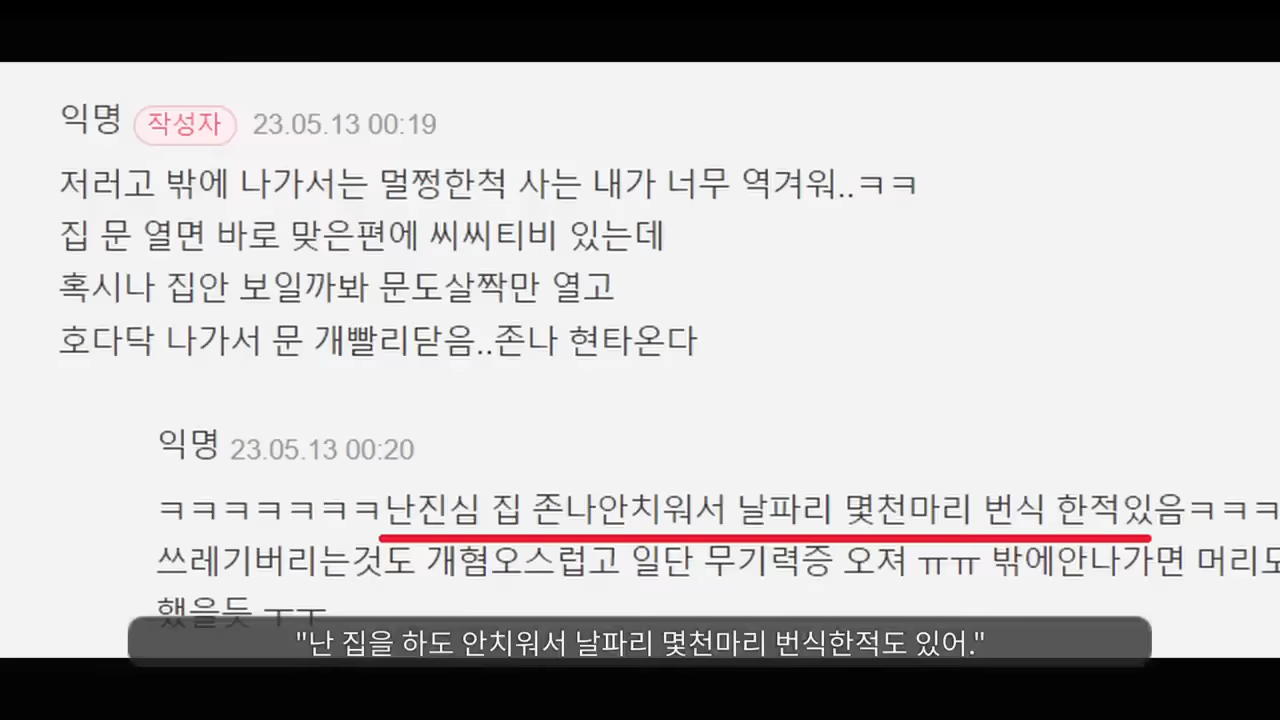 익명 작성자 23.05.13 00:19
저러고 밖에 나가서는 멀쩡한척 사는 내가 너무 역겨워..ㅋㅋ
집 문 열면 바로 맞은편에 씨씨티비 있는데
혹시나 집안 보일까봐 문도살짝만 열고
호다닥 나가서 문 개빨리닫음..존나 현타온다
익명 23.05.13 00:20
ㅋㅋㅋㅋㅋㅋㅋ난진심 집 존나안치워서 날파리 몇천마리 번식 한적있음ㅋㅋㅋ
쓰레기버리는것도 개혐오스럽고 일단 무기력증 오져 ㅠㅠ 밖에안나가면 머리도
했을듯 ㅜㅜ
"난 집을 하도 안치워서 날파리 몇천마리 번식한적도 있어."